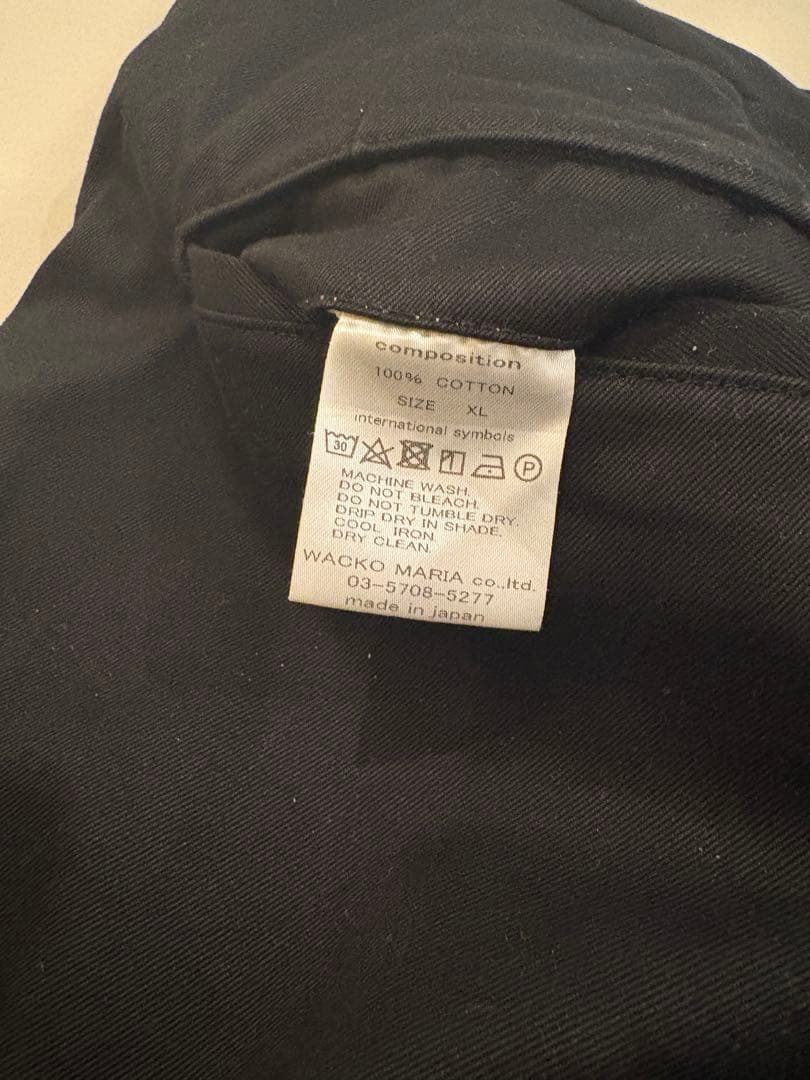 composition
100% COTTON
SIZE XL
international symbols
30 P
MACHINE WASH.
DO NOT BLEACH.
DO NOT TUMBLE DRY.
DRIP DRY IN SHADE.
COOL IRON.
DRY CLEAN.
WACKO MARIA co.,ltd.
03-5708-5277
made in japan